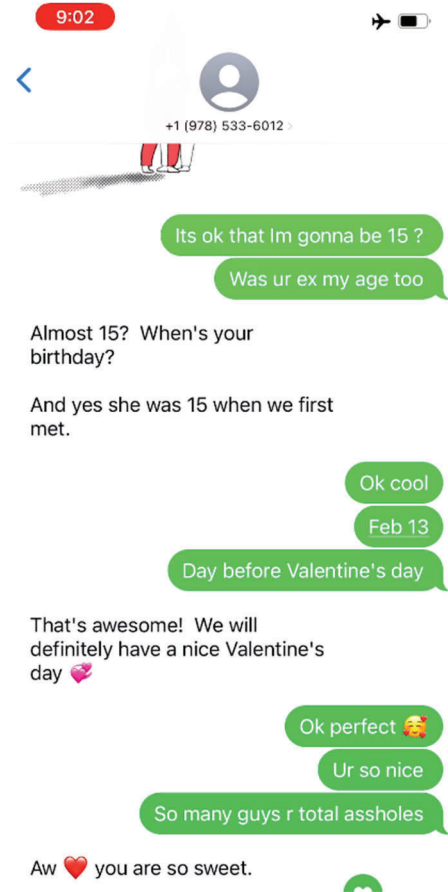 9:02
+1 (978) 533-6012
Its ok that Im gonna be 15 ?
Was ur ex my age too
Almost 15?  When's your
birthday?
And yes she was 15 when we first
met.
Ok cool
Feb 13
Day before Valentine's day
That's awesome!  We will
definitely have a nice Valentine's
day 💞
Ok perfect 🥰
Ur so nice
So many guys r total assholes
Aw ❤️ you are so sweet.